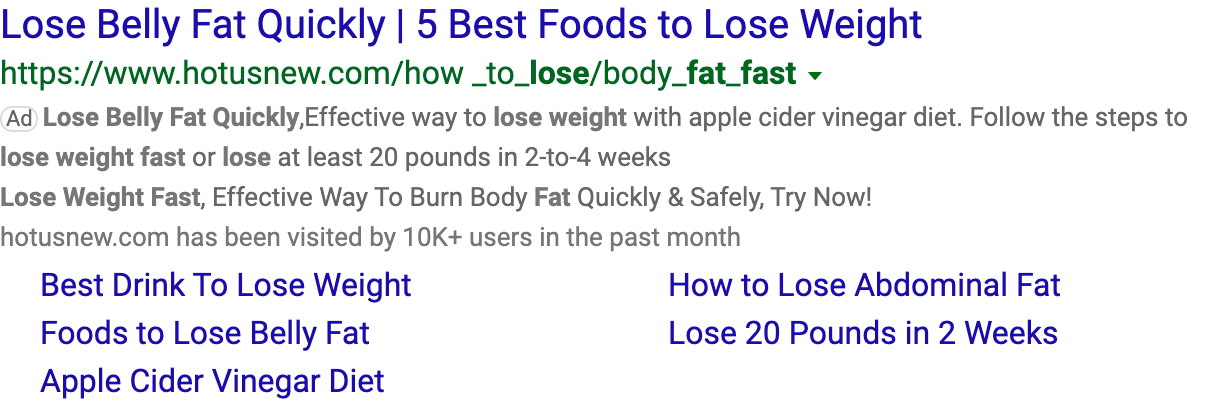 Lose Belly Fat Quickly | 5 Best Foods to Lose Weight
https://www.hotusnew.com/how _to_lose/body_fat_fast
Ad Lose Belly Fat Quickly,Effective way to lose weight with apple cider vinegar diet. Follow the steps to
lose weight fast or lose at least 20 pounds in 2-to-4 weeks
Lose Weight Fast, Effective Way To Burn Body Fat Quickly & Safely, Try Now!
hotusnew.com has been visited by 10K+ users in the past month
Best Drink To Lose Weight
How to Lose Abdominal Fat
Foods to Lose Belly Fat
Lose 20 Pounds in 2 Weeks
Apple Cider Vinegar Diet